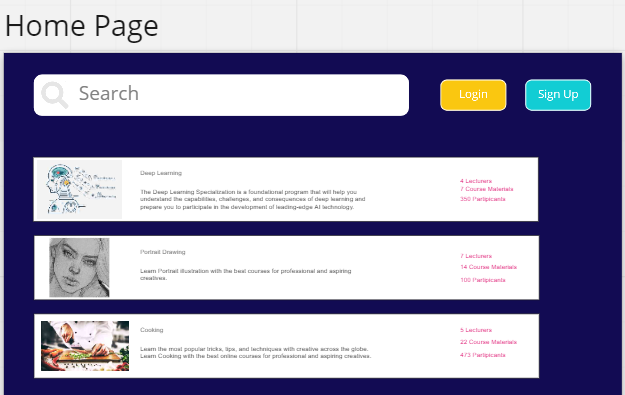 Home Page
Search
Login
Sign Up
Deep Learning
The Deep Learning Specialization is a foundational program that will help you
understand the capabilities, challenges, and consequences of deep learning and
prepare you to participate in the development of leading-edge AI technology.
4 Lecturers
7 Course Materials
350 Partipicants
Portrait Drawing
Learn Portrait illustration with the best courses for professional and aspiring
creatives.
7 Lecturers
14 Course Materials
100 Partipicants
Cooking
Learn the most popular tricks, tips, and techniques with creative across the globe.
Learn Cooking with the best online courses for professional and aspiring creatives.
5 Lecturers
22 Course Materials
473 Partipicants